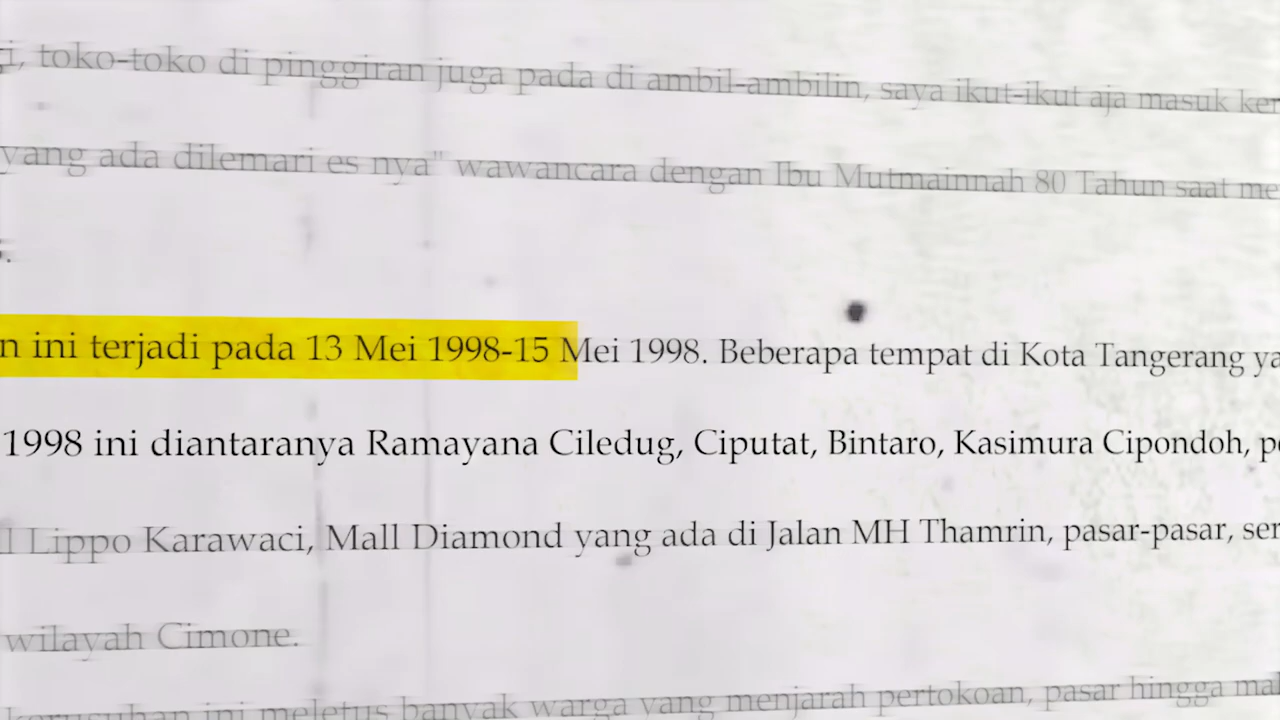 toko-toko di pinggiran juga pada di ambil-ambilin, saya ikut-ikut aja masuk
yang ada dilemari es nya" wawancara dengan Ibu Mutmainnah 80 Tahun saat
ini terjadi pada 13 Mei 1998-15 Mei 1998. Beberapa tempat di Kota Tangerang
1998 ini diantaranya Ramayana Ciledug, Ciputat, Bintaro, Kasimura Cipondoh,
Lippo Karawaci, Mall Diamond yang ada di Jalan MH Thamrin, pasar-pasar,
wilayah Cimone.
kerusuhan ini meletus banyak warga yang menjarah pertokoan, pasar hingga